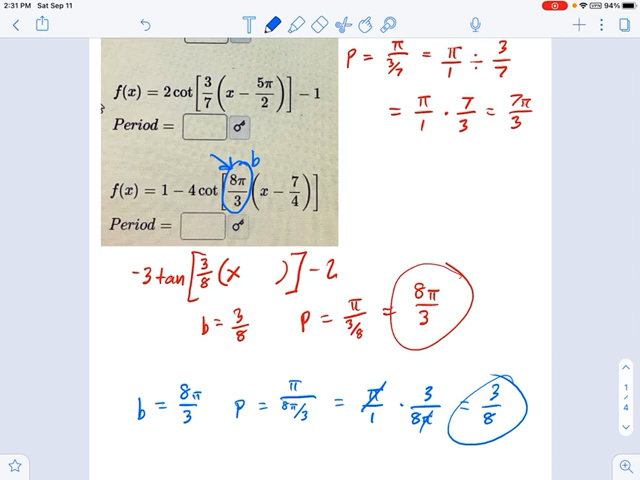 2:31 PM Sat Sep 11
94%
T
P = π / 3/7 = π/1 ÷ 3/7
= π/1 · 7/3 = 7π/3
f(x) = 2 cot[3/7(x − 5π/2)] − 1
Period =
b
f(x) = 1 − 4 cot[8π/3(x − 7/4)]
Period =
-3 tan[3/8(x )] - 2
b = 3/8 P = π / 3/8 = 8π/3
b = 8π/3 P = π / 8π/3 = π/1 · 3/8π = 3/8
1/4